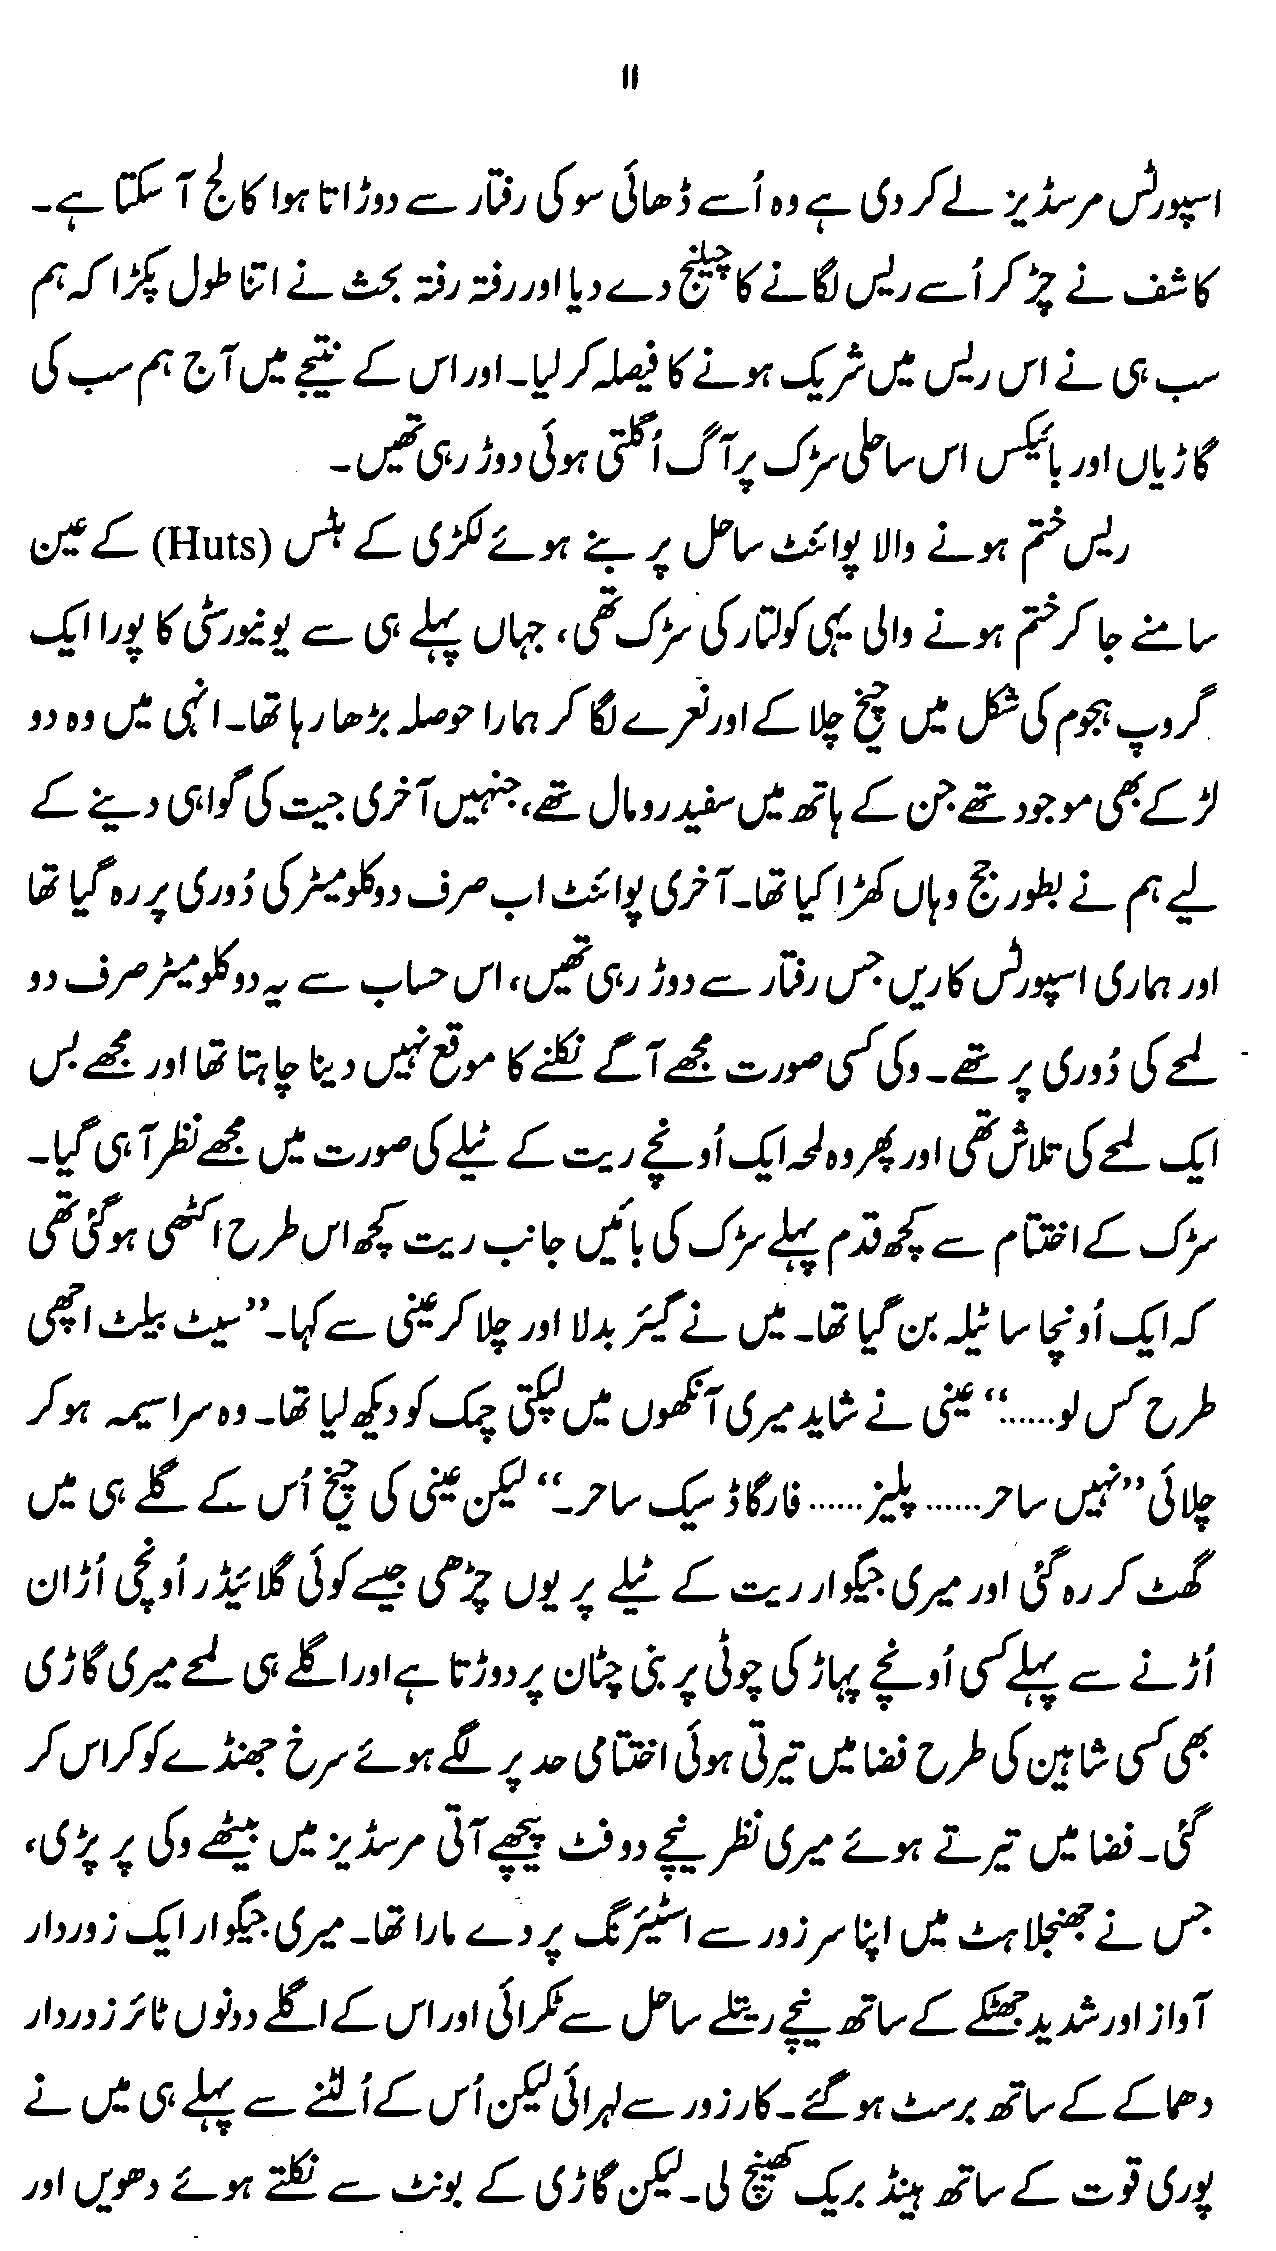 ۱۱
اسپورٹس مرسڈیز لے کر دی ہے وہ اُسے ڈھائی سو کی رفتار سے دوڑاتا ہوا کالج آ سکتا ہے۔
کاشف نے چڑ کر اُسے ریس لگانے کا چیلنج دے دیا اور رفتہ رفتہ بحث نے اتنا طول پکڑا کہ ہم
سب ہی نے اس ریس میں شریک ہونے کا فیصلہ کر لیا۔ اور اس کے نتیجے میں آج ہم سب کی
گاڑیاں اور بائیکس اس ساحلی سڑک پر آگ اُگلتی ہوئی دوڑ رہی تھیں۔
ریس ختم ہونے والا پوائنٹ ساحل پر بنے ہوئے لکڑی کے ہٹس (Huts) کے عین
سامنے جا کر ختم ہونے والی یہی کولتار کی سڑک تھی، جہاں پہلے ہی سے یونیورسٹی کا پورا ایک
گروپ ہجوم کی شکل میں چیخ چلا کے اور نعرے لگا کر ہمارا حوصلہ بڑھا رہا تھا۔ انہی میں وہ دو
لڑکے بھی موجود تھے جن کے ہاتھ میں سفید رومال تھے، جنہیں آخری جیت کی گواہی دینے کے
لیے ہم نے بطور جج وہاں کھڑا کیا تھا۔ آخری پوائنٹ اب صرف دو کلومیٹر کی دُوری پر رہ گیا تھا
اور ہماری اسپورٹس کاریں جس رفتار سے دوڑ رہی تھیں، اس حساب سے یہ دو کلومیٹر صرف دو
لمحے کی دُوری پر تھے۔ وکی کسی صورت مجھے آگے نکلنے کا موقع نہیں دینا چاہتا تھا اور مجھے بس
ایک لمحے کی تلاش تھی اور پھر وہ لمحہ ایک اُونچے ریت کے ٹیلے کی صورت میں مجھے نظر آ ہی گیا۔
سڑک کے اختتام سے کچھ قدم پہلے سڑک کی بائیں جانب ریت کچھ اس طرح اکٹھی ہو گئی تھی
کہ ایک اُونچا سا ٹیلہ بن گیا تھا۔ میں نے گیئر بدلا اور چلا کر عینی سے کہا۔ ”سیٹ بیلٹ اچھی
طرح کس لو......“ عینی نے شاید میری آنکھوں میں لپکتی چمک کو دیکھ لیا تھا۔ وہ سراسیمہ ہو کر
چلائی ”نہیں ساحر...... پلیز...... فار گاڈ سیک ساحر۔“ لیکن عینی کی چیخ اُس کے گلے ہی میں
گھٹ کر رہ گئی اور میری جیگوار ریت کے ٹیلے پر یوں چڑھی جیسے کوئی گلائیڈر اُونچی اُڑان
اُڑنے سے پہلے کسی اُونچے پہاڑ کی چوٹی پر بنی چٹان پر دوڑتا ہے اور اگلے ہی لمحے میری گاڑی
بھی کسی شاہین کی طرح فضا میں تیرتی ہوئی اختتامی حد پر لگے ہوئے سرخ جھنڈے کو کراس کر
گئی۔ فضا میں تیرتے ہوئے میری نظر نیچے دو فٹ پیچھے آتی مرسڈیز میں بیٹھے وکی پر پڑی،
جس نے جھنجلاہٹ میں اپنا سر زور سے اسٹیئرنگ پر دے مارا تھا۔ میری جیگوار ایک زوردار
آواز اور شدید جھٹکے کے ساتھ نیچے ریتلے ساحل سے ٹکرائی اور اس کے اگلے دونوں ٹائر زوردار
دھماکے کے ساتھ برسٹ ہو گئے۔ کار زور سے لہرائی لیکن اُس کے اُلٹنے سے پہلے ہی میں نے
پوری قوت کے ساتھ ہینڈ بریک کھینچ لی۔ لیکن گاڑی کے بونٹ سے نکلتے ہوئے دھویں اور